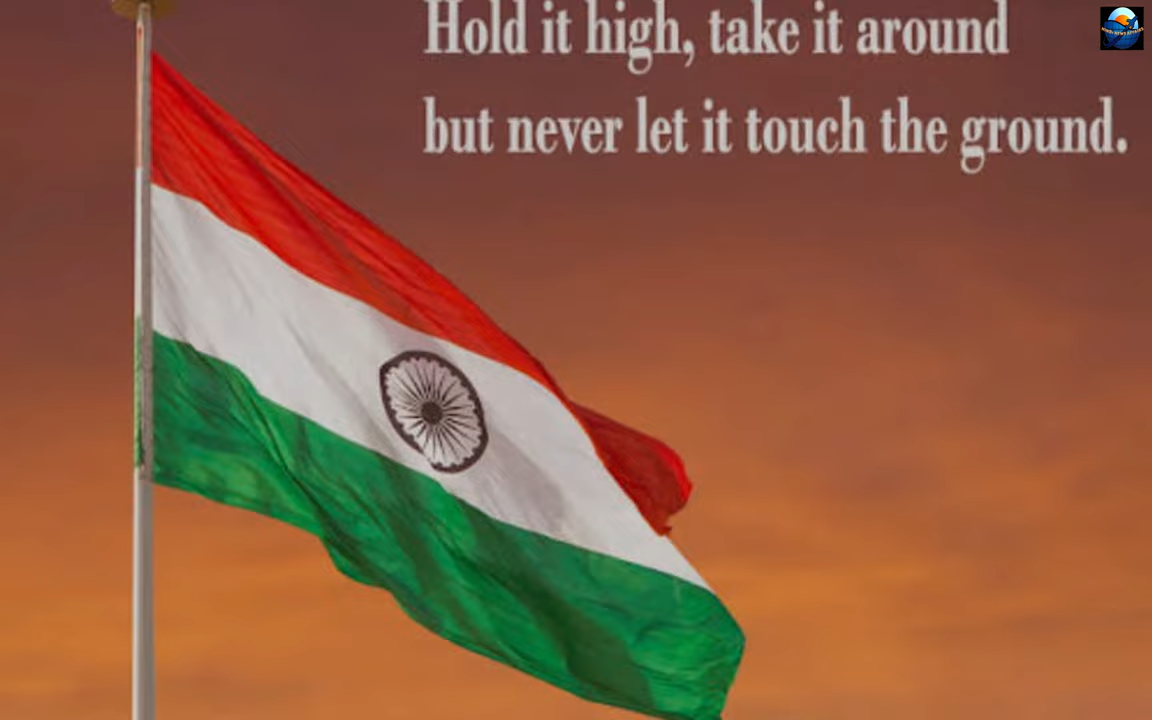 Hold it high, take it around
but never let it touch the ground.